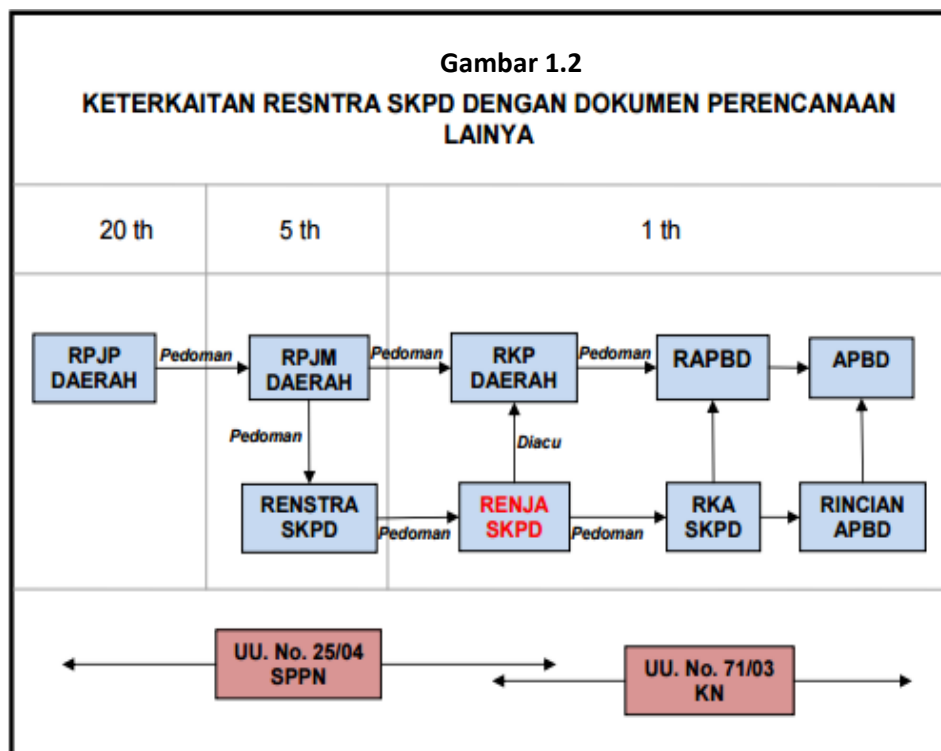 Gambar 1.2
KETERKAITAN RESNTRA SKPD DENGAN DOKUMEN PERENCANAAN
LAINYA
20 th
5 th
1 th
RPJP
DAERAH
Pedoman
RPJM
DAERAH
Pedoman
RKP
DAERAH
Pedoman
RAPBD
APBD
Pedoman
Diacu
RENSTRA
SKPD
Pedoman
RENJA
SKPD
Pedoman
RKA
SKPD
RINCIAN
APBD
UU. No. 25/04
SPPN
UU. No. 71/03
KN